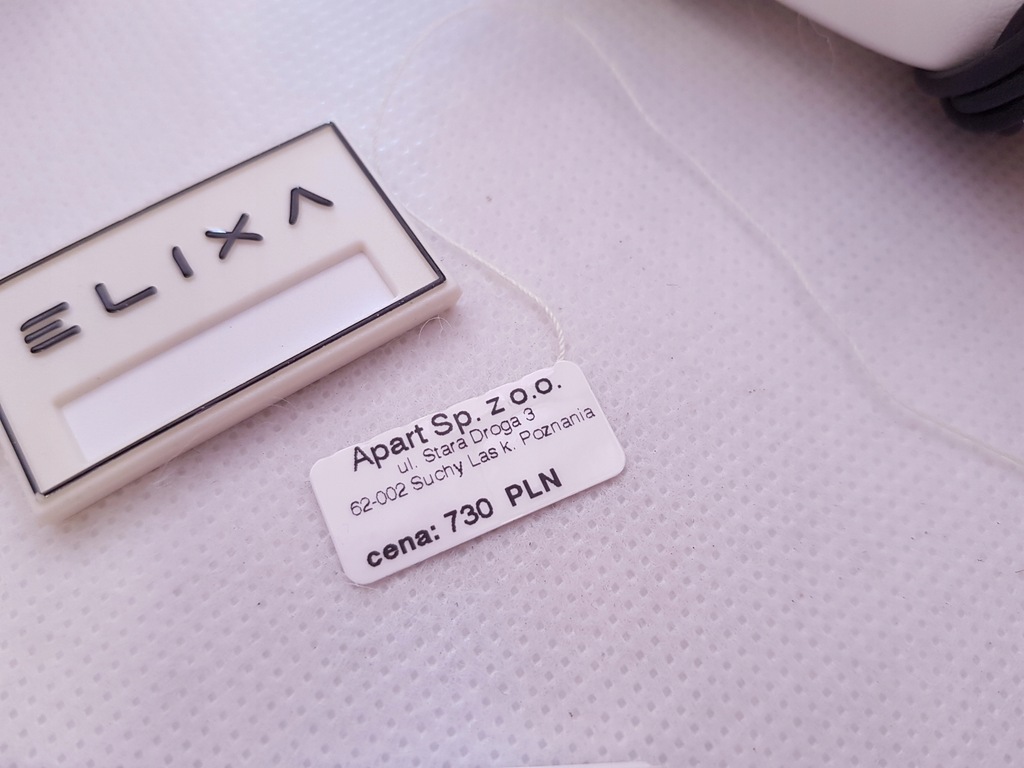 ELIXA
Apart Sp. z o.o.
ul. Stara Droga 3
62-002 Suchy Las k. Poznania
cena: 730 PLN